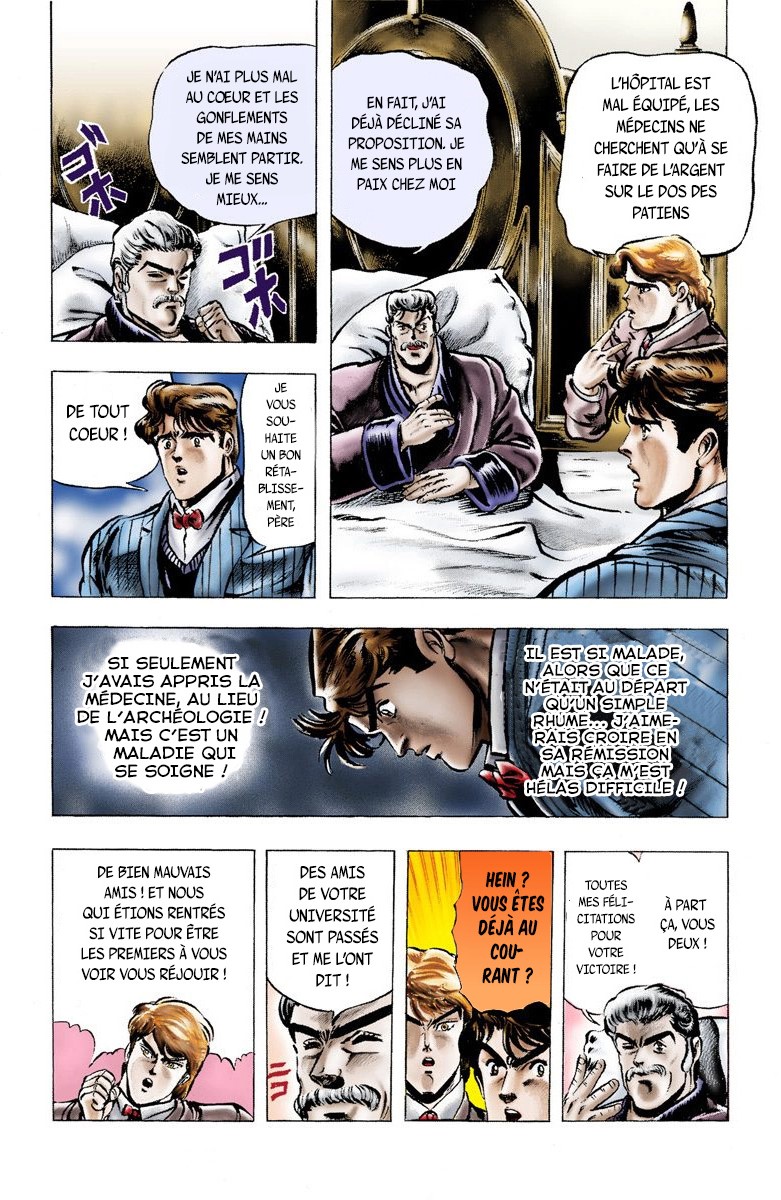 L'HÔPITAL EST
MAL ÉQUIPÉ, LES
MÉDECINS NE
CHERCHENT QU'À SE
FAIRE DE L'ARGENT
SUR LE DOS DES
PATIENS
EN FAIT, J'AI
DÉJÀ DÉCLINÉ SA
PROPOSITION. JE
ME SENS PLUS EN
PAIX CHEZ MOI
JE N'AI PLUS MAL
AU COEUR ET LES
GONFLEMENTS
DE MES MAINS
SEMBLENT PARTIR.
JE ME SENS
MIEUX...
ゴホ
ゴホ
JE
VOUS
SOU-
HAITE
UN BON
RÉTA-
BLISSE-
MENT,
PÈRE
DE TOUT
COEUR !
IL EST SI MALADE,
ALORS QUE CE
N'ÉTAIT AU DÉPART
QU'UN SIMPLE
RHUME... J'AIME-
RAIS CROIRE EN
SA RÉMISSION
MAIS ÇA M'EST
HÉLAS DIFFICILE !
SI SEULEMENT
J'AVAIS APPRIS LA
MÉDECINE, AU LIEU
DE L'ARCHÉOLOGIE !
MAIS C'EST UN
MALADIE QUI
SE SOIGNE !
À PART
ÇA, VOUS
DEUX !
TOUTES
MES FÉLI-
CITATIONS
POUR
VOTRE
VICTOIRE !
HEIN ?
VOUS ÊTES
DÉJÀ AU
COU-
RANT ?
DES AMIS
DE VOTRE
UNIVERSITÉ
SONT PASSÉS
ET ME L'ONT
DIT !
DE BIEN MAUVAIS
AMIS ! ET NOUS
QUI ÉTIONS RENTRÉS
SI VITE POUR ÊTRE
LES PREMIERS À VOUS
VOIR VOUS RÉJOUIR !